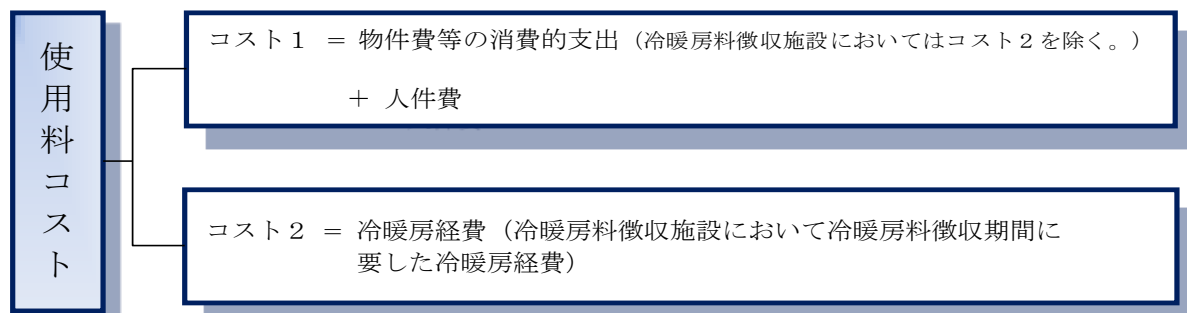 使用料コスト
コスト１ ＝ 物件費等の消費的支出（冷暖房料徴収施設においてはコスト２を除く。）
＋ 人件費
コスト２ ＝ 冷暖房経費（冷暖房料徴収施設において冷暖房料徴収期間に
要した冷暖房経費）